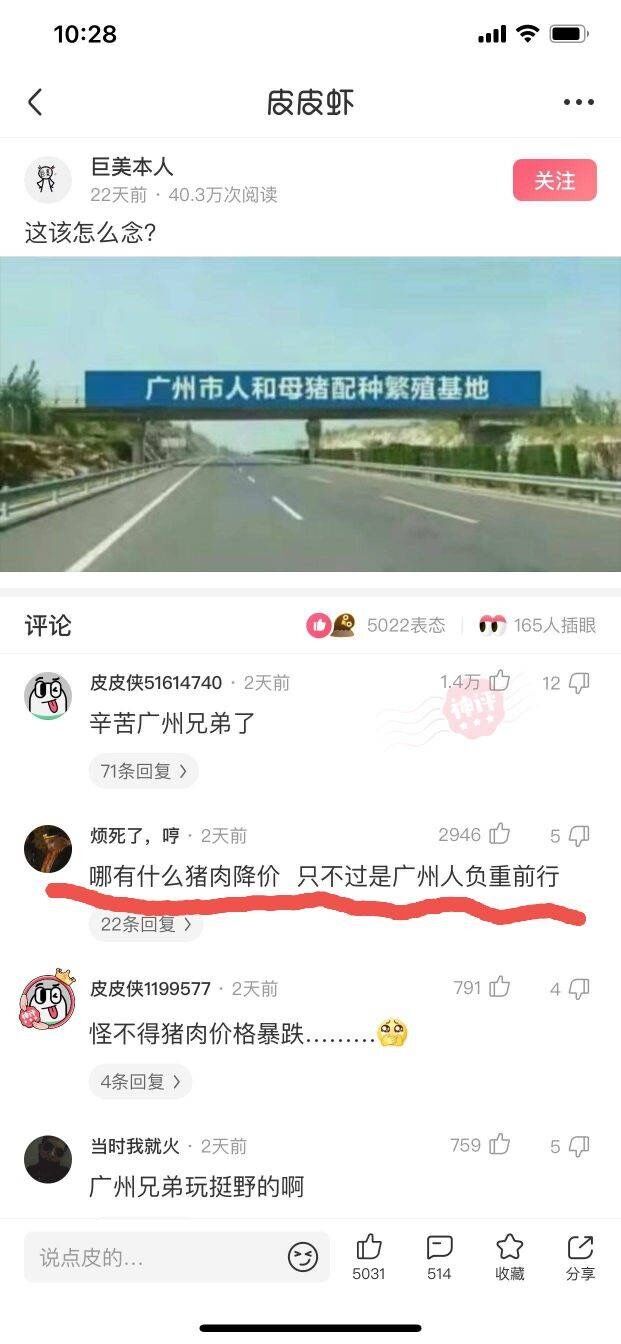 10:28
皮皮虾
巨美本人
22天前 · 40.3万次阅读
关注
这该怎么念?
广州市人和母猪配种繁殖基地
评论
5022表态
165人插眼
皮皮侠51614740 · 2天前
1.4万
12
神评
辛苦广州兄弟了
71条回复 >
烦死了，哼 · 2天前
2946
5
哪有什么猪肉降价 只不过是广州人负重前行
22条回复 >
皮皮侠1199577 · 2天前
791
4
怪不得猪肉价格暴跌………🥺
4条回复 >
当时我就火 · 2天前
759
5
广州兄弟玩挺野的啊
说点皮的...
5031
514
收藏
分享